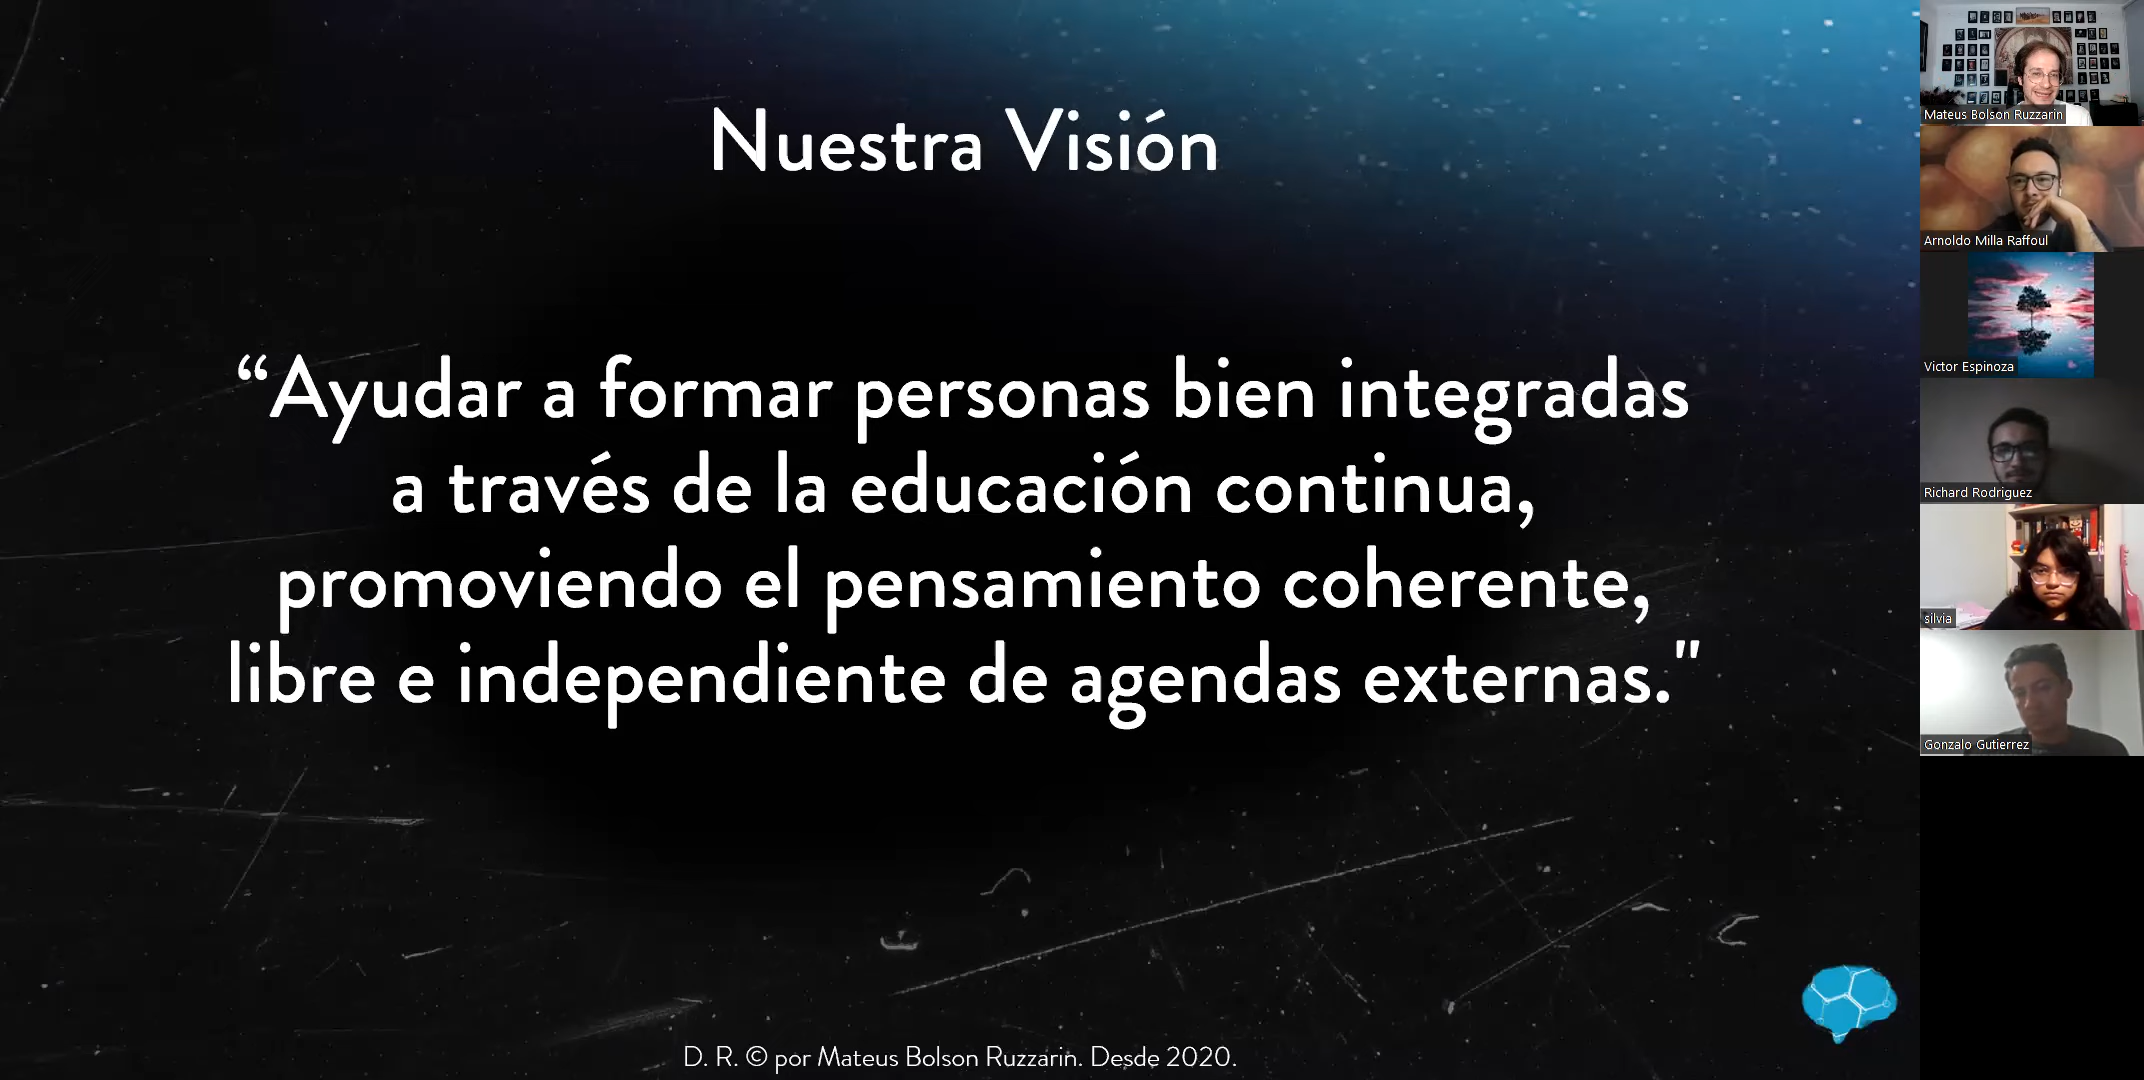 Nuestra Visión
“Ayudar a formar personas bien integradas
a través de la educación continua,
promoviendo el pensamiento coherente,
libre e independiente de agendas externas."
D. R. © por Mateus Bolson Ruzzarin. Desde 2020.
Mateus Bolson Ruzzarin
Arnoldo Milla Raffoul
Victor Espinoza
Richard Rodriguez
silvia
Gonzalo Gutierrez